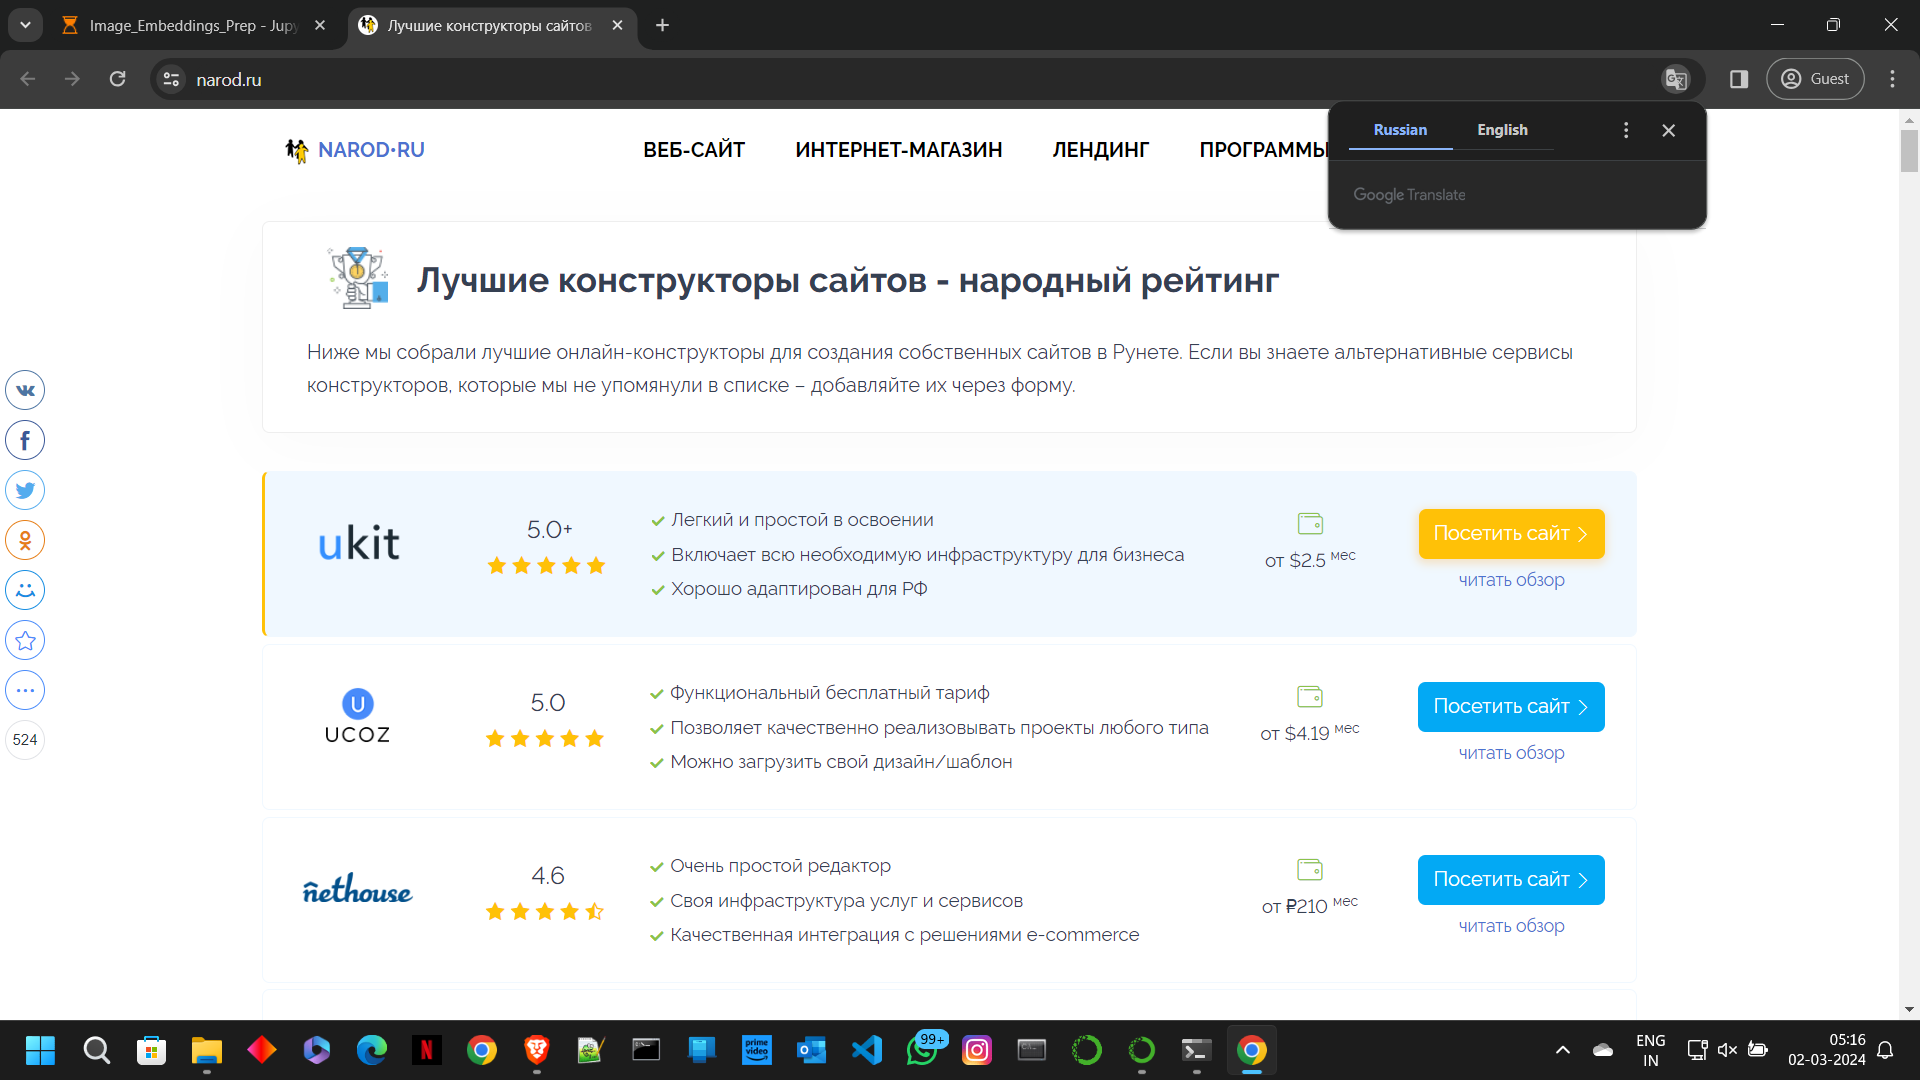 Image_Embeddings_Prep - Jupy
Лучшие конструкторы сайтов
narod.ru
Guest
NAROD•RU
ВЕБ-САЙТ
ИНТЕРНЕТ-МАГАЗИН
ЛЕНДИНГ
ПРОГРАММЫ
Russian
English
Google Translate
Лучшие конструкторы сайтов - народный рейтинг
Ниже мы собрали лучшие онлайн-конструкторы для создания собственных сайтов в Рунете. Если вы знаете альтернативные сервисы
конструкторов, которые мы не упомянули в списке – добавляйте их через форму.
524
ukit
5.0+
Легкий и простой в освоении
Включает всю необходимую инфраструктуру для бизнеса
Хорошо адаптирован для РФ
от $2.5 мес
Посетить сайт
читать обзор
U
UCOZ
5.0
Функциональный бесплатный тариф
Позволяет качественно реализовывать проекты любого типа
Можно загрузить свой дизайн/шаблон
от $4.19 мес
Посетить сайт
читать обзор
nethouse
4.6
Очень простой редактор
Своя инфраструктура услуг и сервисов
Качественная интеграция с решениями e-commerce
от ₽210 мес
Посетить сайт
читать обзор
prime video
99+
ENG
IN
05:16
02-03-2024